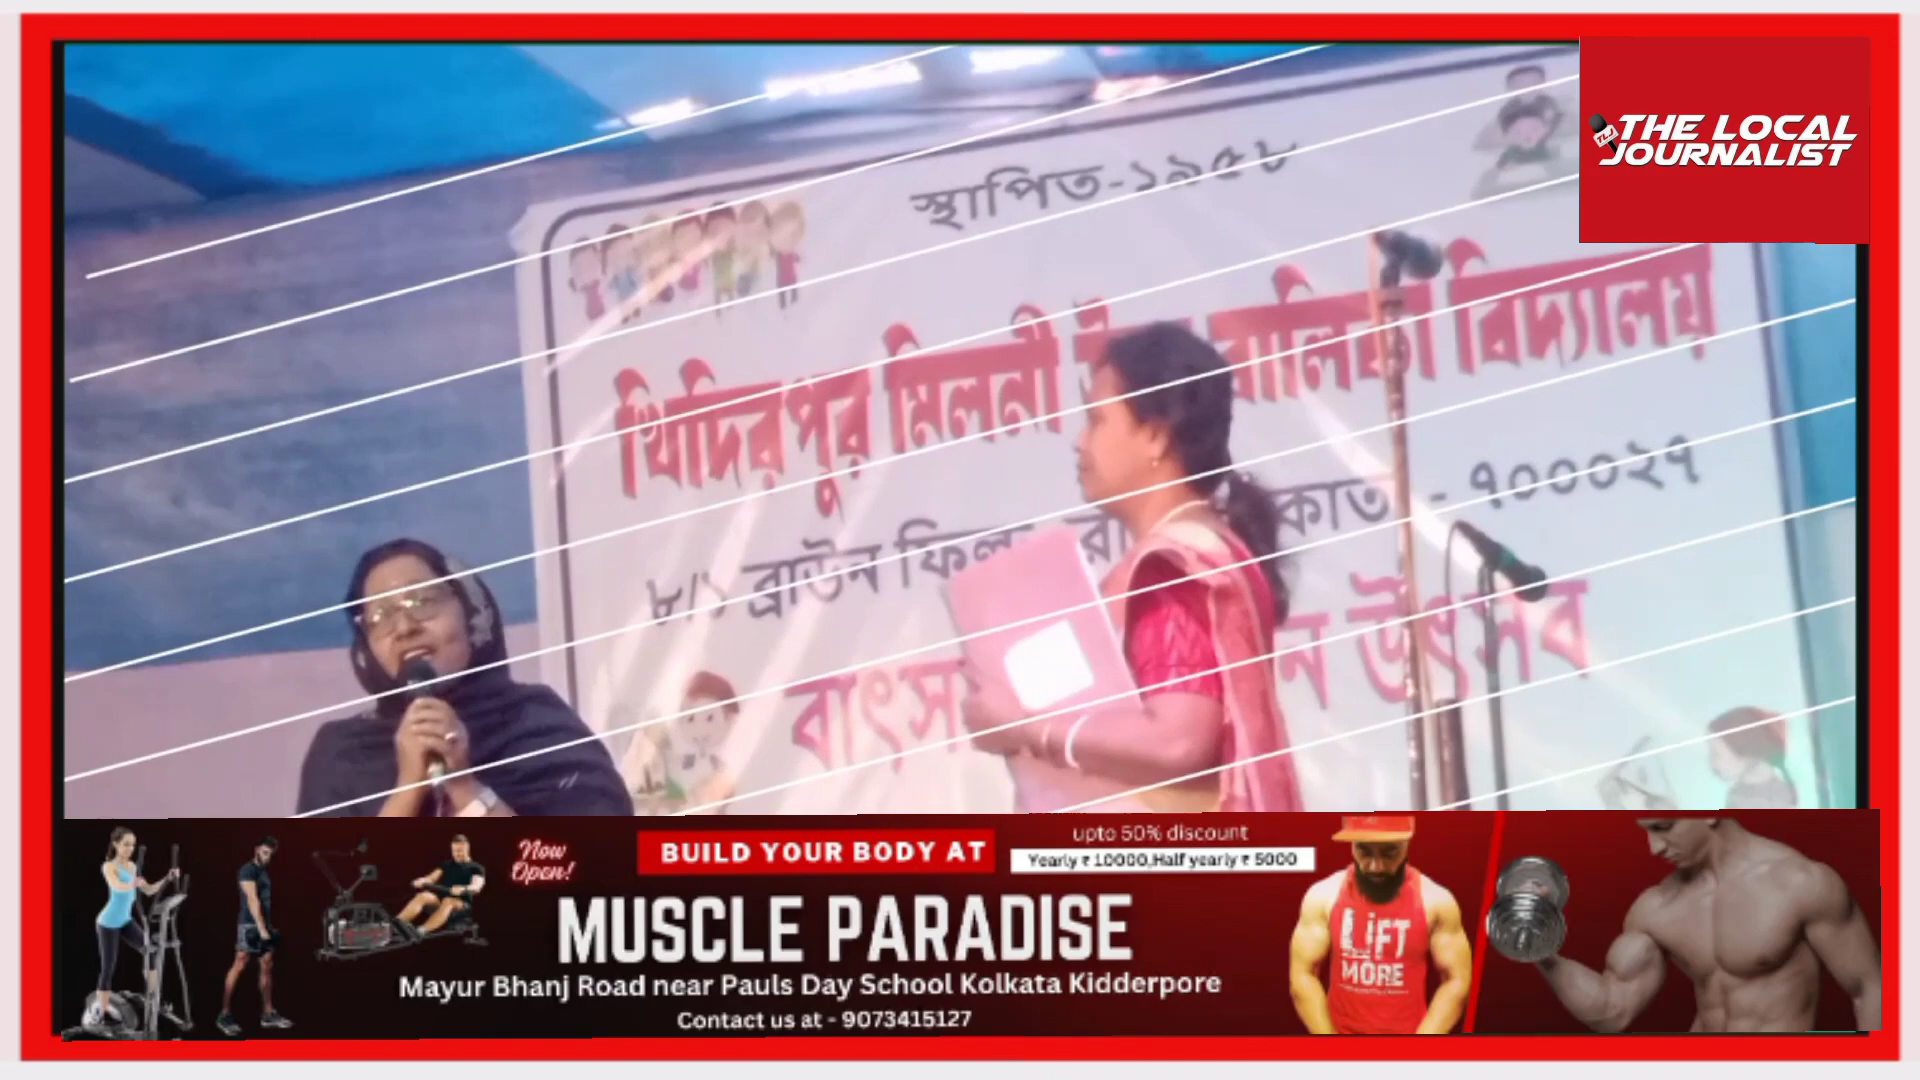 স্থাপিত-১৯৫৮
THE LOCAL
TLJ
JOURNALIST
খিদিরপুর মিলনী বালিকা বিদ্যালয়
৮/১ ব্রাউন ফিল্ড - ৭০০০২৭
উৎসব
Now
Open!
BUILD YOUR BODY AT
upto 50% discount
Yearly ₹ 10000,Half yearly ₹ 5000
MUSCLE PARADISE
LiFT
MORE
Mayur Bhanj Road near Pauls Day School Kolkata Kidderpore
Contact us at - 9073415127